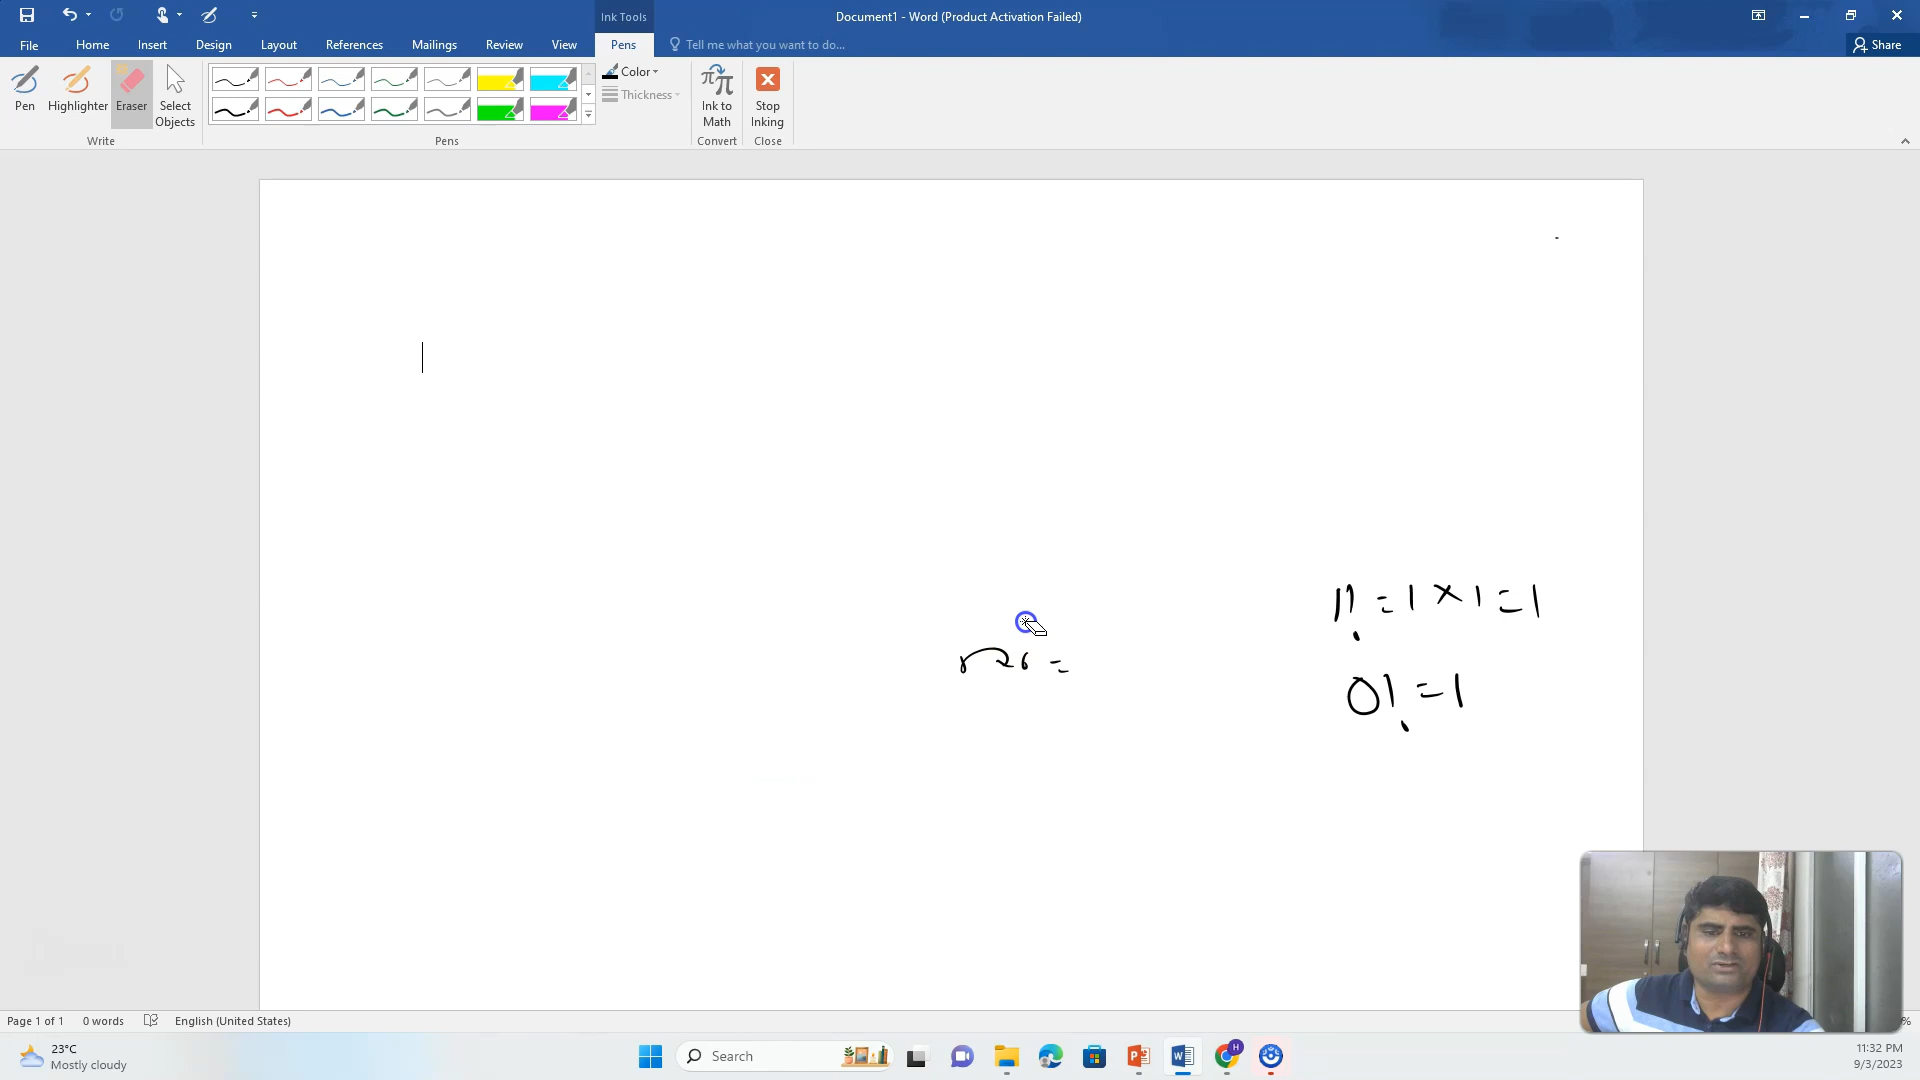 Ink Tools
Document1 - Word (Product Activation Failed)
File Home Insert Design Layout References Mailings Review View Pens Tell me what you want to do... Share
Pen Highlighter Eraser Select Objects
Color
Thickness
Ink to Math
Stop Inking
Write Pens Convert Close
1! = 1 × 1 = 1
0! = 1
Page 1 of 1 0 words English (United States) %
23°C
Mostly cloudy
Search
H
11:32 PM
9/3/2023